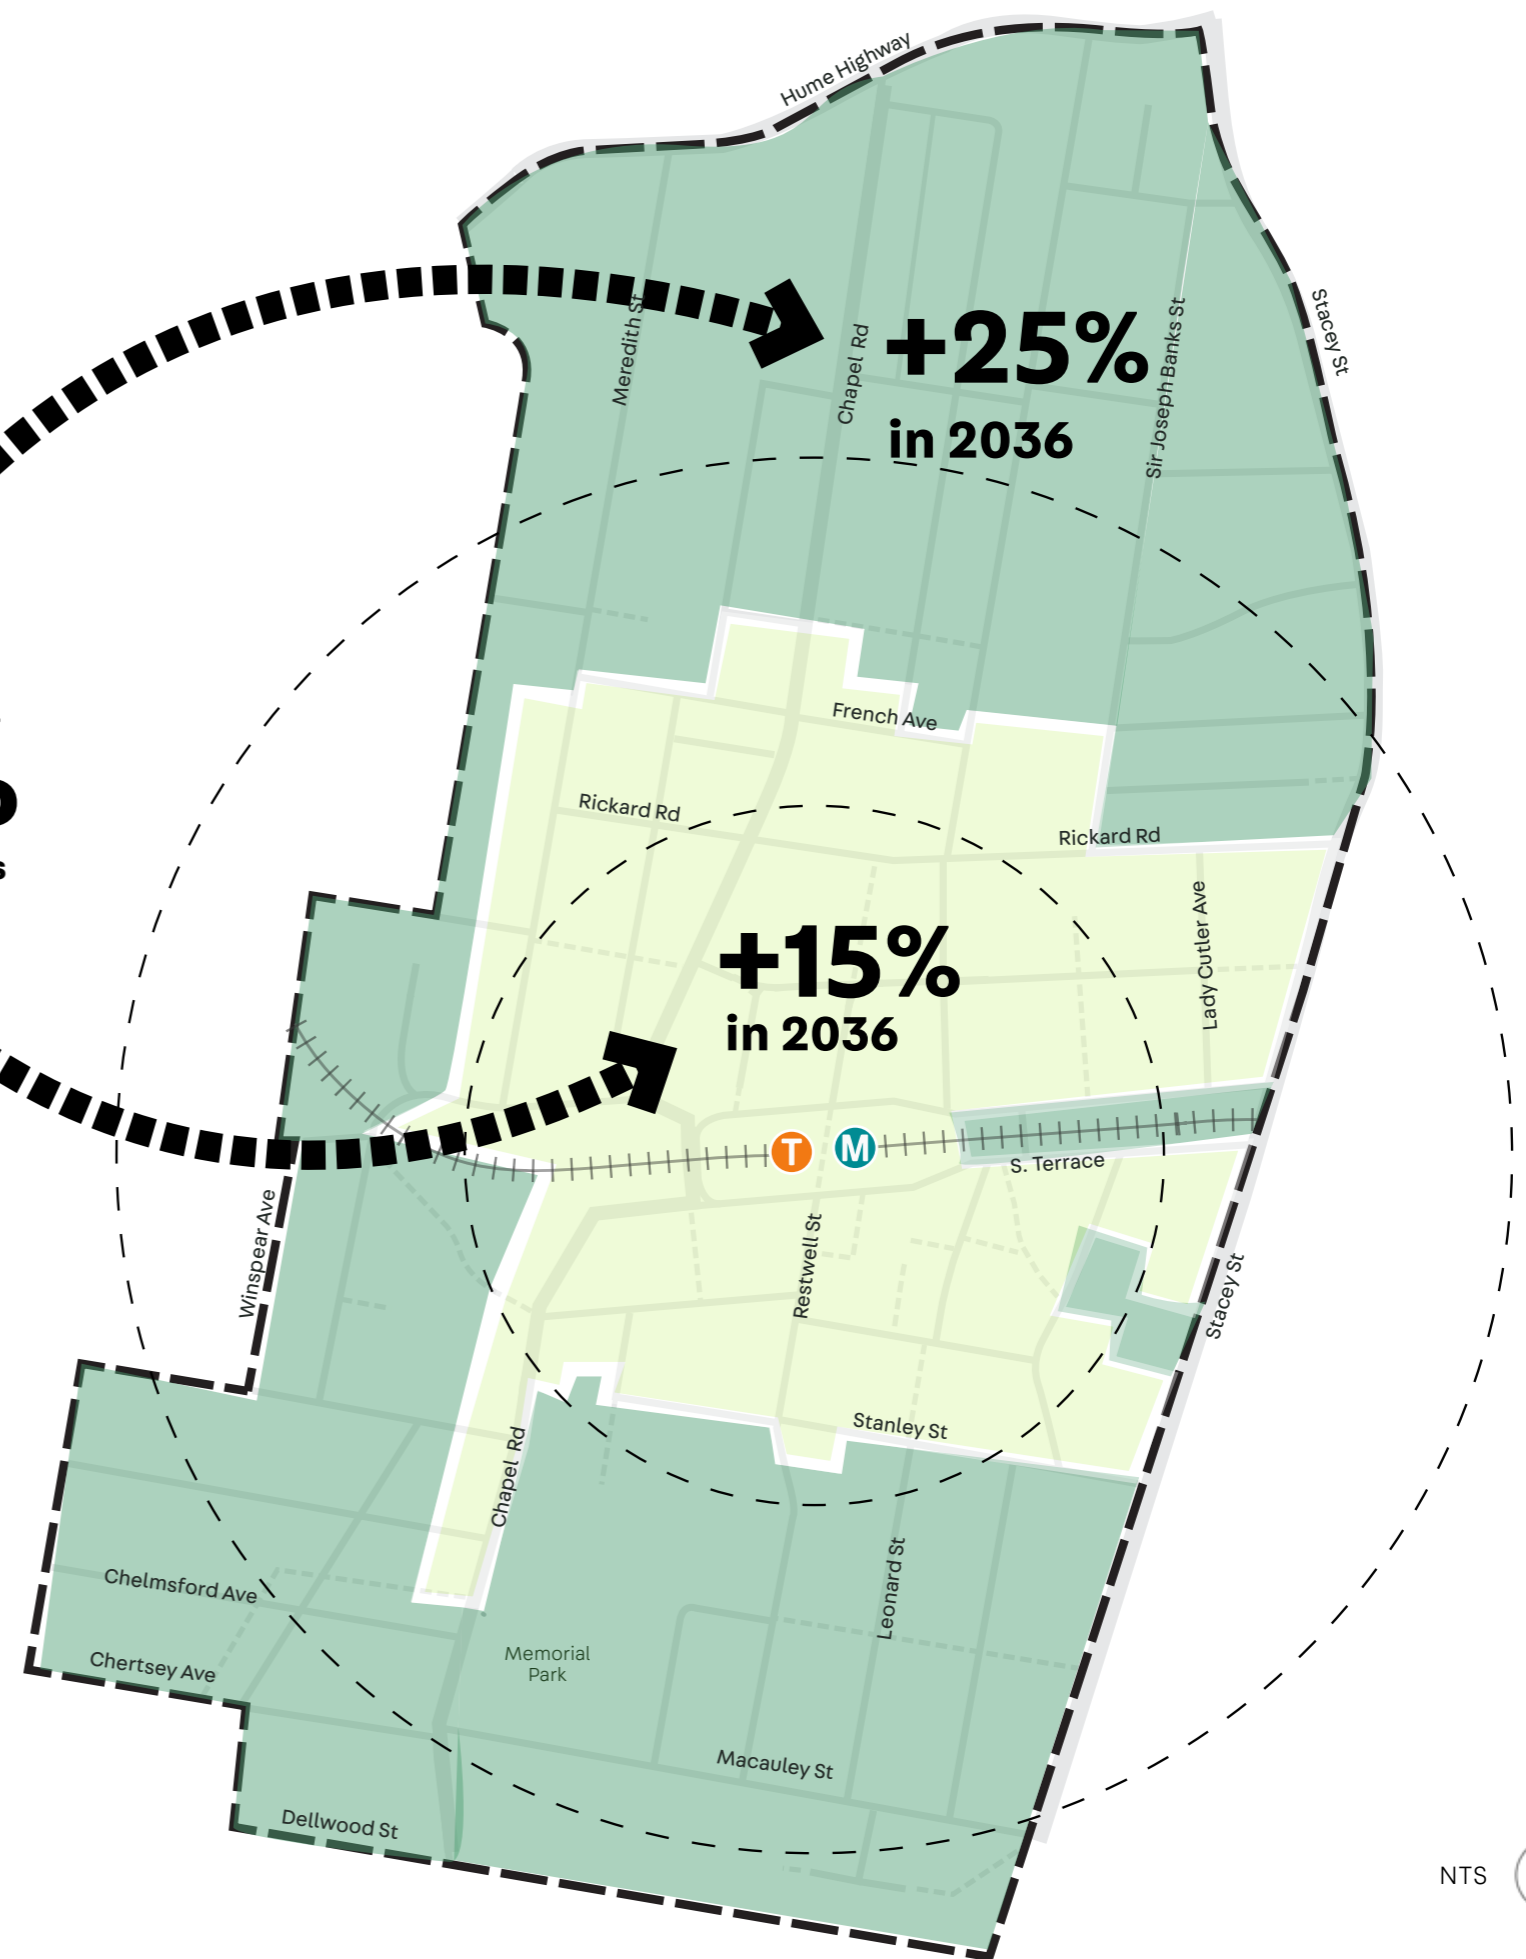 Hume Highway
Stacey St
Meredith St
Chapel Rd
+25%
in 2036
Sir Joseph Banks St
French Ave
Rickard Rd
Rickard Rd
Lady Cutler Ave
+15%
in 2036
T
M
S. Terrace
Winspear Ave
Restwell St
Stacey St
Stanley St
Chapel Rd
Leonard St
Chelmsford Ave
Chertsey Ave
Memorial
Park
Macauley St
Dellwood St
NTS